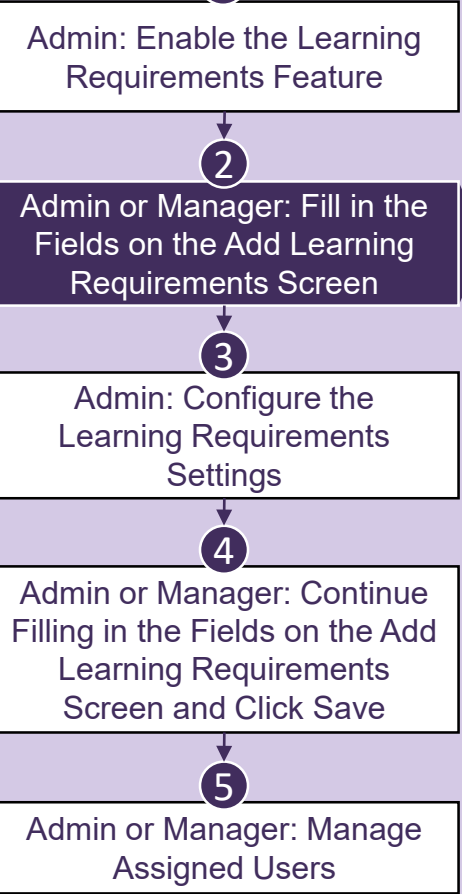 Admin: Enable the Learning
Requirements Feature
2
Admin or Manager: Fill in the
Fields on the Add Learning
Requirements Screen
3
Admin: Configure the
Learning Requirements
Settings
4
Admin or Manager: Continue
Filling in the Fields on the Add
Learning Requirements
Screen and Click Save
5
Admin or Manager: Manage
Assigned Users